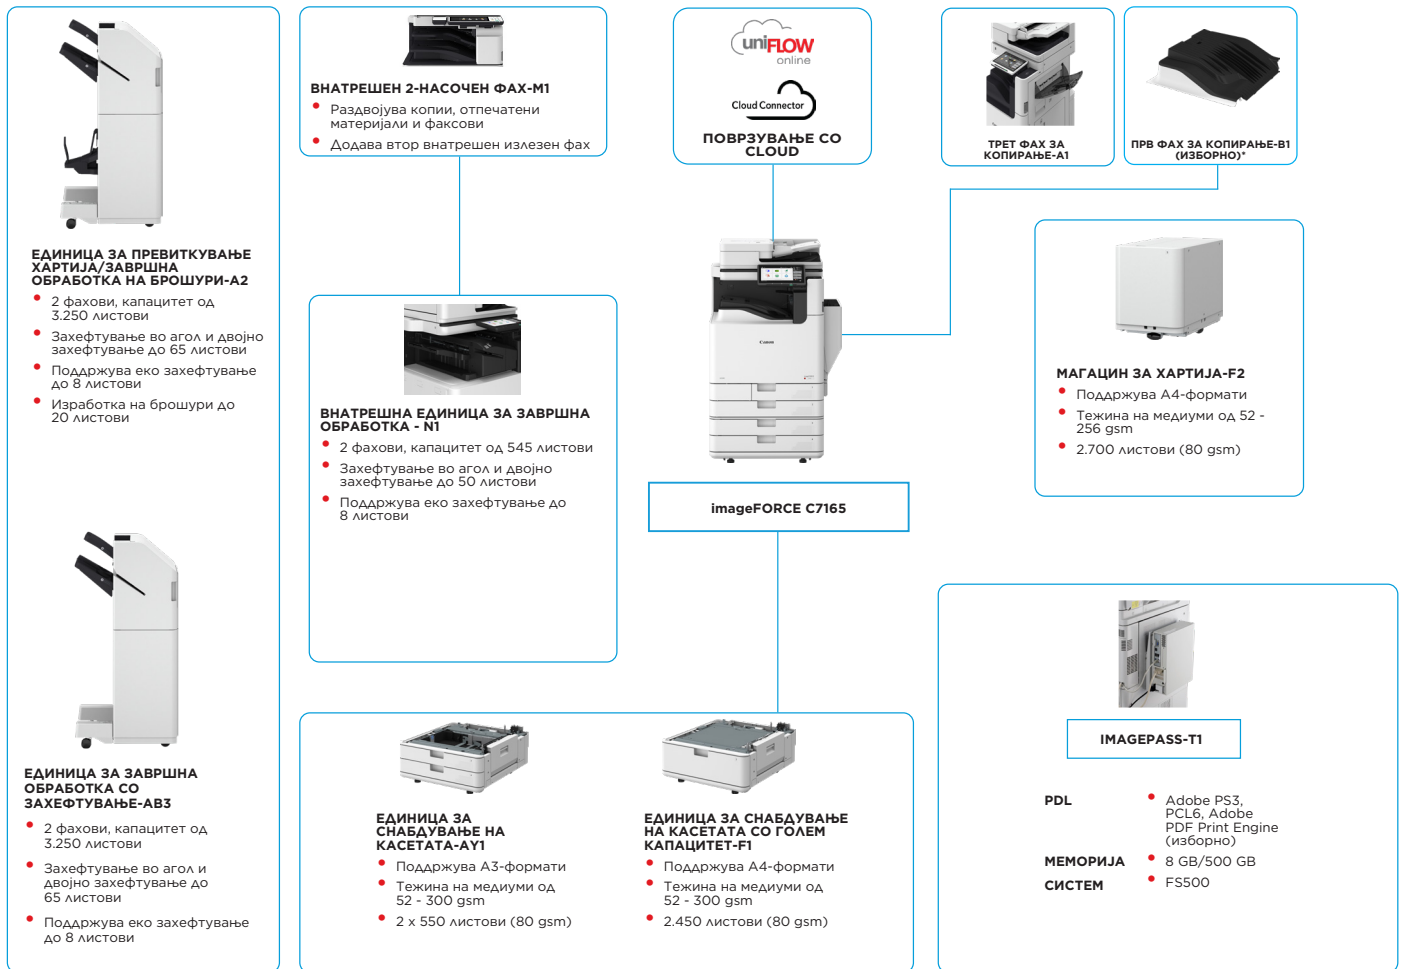 ЕДИНИЦА ЗА ПРЕВИТКУВАЊЕ
ХАРТИЈА/ЗАВРШНА
ОБРАБОТКА НА БРОШУРИ-A2
2 фахови, капацитет од
3.250 листови
Захефтување во агол и двојно
захефтување до 65 листови
Поддржува еко захефтување
до 8 листови
Изработка на брошури до
20 листови
ЕДИНИЦА ЗА ЗАВРШНА
ОБРАБОТКА СО
ЗАХЕФТУВАЊЕ-AB3
2 фахови, капацитет од
3.250 листови
Захефтување во агол и
двојно захефтување до
65 листови
Поддржува еко захефтување
до 8 листови
ВНАТРЕШЕН 2-НАСОЧЕН ФАХ-M1
Раздвојува копии, отпечатени
материјали и факсови
Додава втор внатрешен излезен фах
ВНАТРЕШНА ЕДИНИЦА ЗА ЗАВРШНА
ОБРАБОТКА - N1
2 фахови, капацитет од 545 листови
Захефтување во агол и двојно
захефтување до 50 листови
Поддржува еко захефтување до
8 листови
uniFLOW
online
Cloud Connector
ПОВРЗУВАЊЕ СО
CLOUD
ТРЕТ ФАХ ЗА
КОПИРАЊЕ-A1
ПРВ ФАХ ЗА КОПИРАЊЕ-B1
(ИЗБОРНО)*
Canon
imageFORCE C7165
МАГАЦИН ЗА ХАРТИЈА-F2
Поддржува A4-формати
Тежина на медиуми од 52 -
256 gsm
2.700 листови (80 gsm)
ЕДИНИЦА ЗА
СНАБДУВАЊЕ НА
КАСЕТАТА-AY1
Поддржува A3-формати
Тежина на медиуми од
52 - 300 gsm
2 x 550 листови (80 gsm)
ЕДИНИЦА ЗА СНАБДУВАЊЕ
НА КАСЕТАТА СО ГОЛЕМ
КАПАЦИТЕТ-F1
Поддржува A4-формати
Тежина на медиуми од
52 - 300 gsm
2.450 листови (80 gsm)
IMAGEPASS-T1
PDL
Adobe PS3,
PCL6, Adobe
PDF Print Engine
(изборно)
МЕМОРИЈА
8 GB/500 GB
СИСТЕМ
FS500